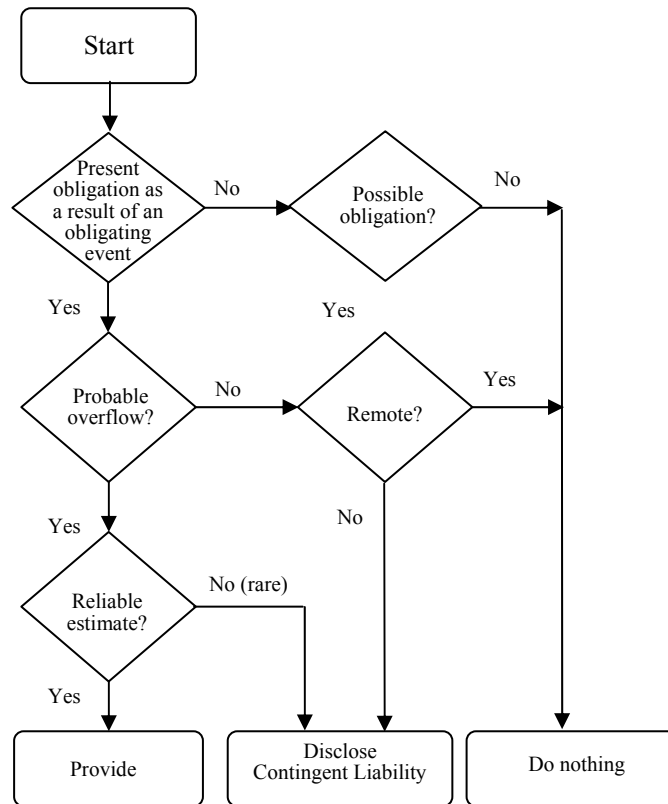 Start
Present
obligation as
a result of an
obligating
event
No
Possible
obligation?
No
Yes
Yes
Probable
overflow?
No
Remote?
Yes
Yes
No
Reliable
estimate?
No (rare)
Yes
Provide
Disclose
Contingent Liability
Do nothing